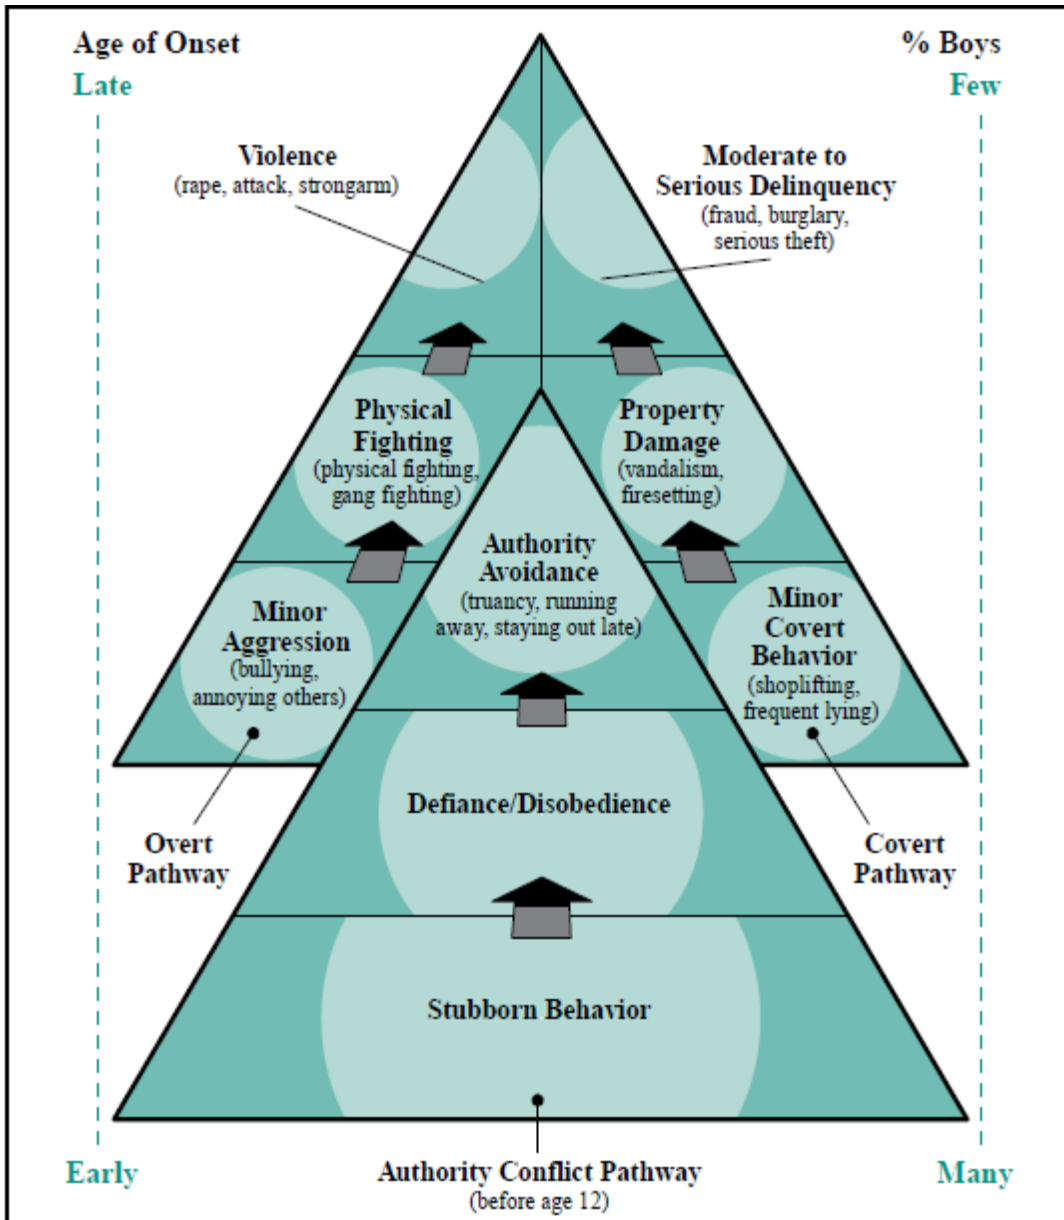 Age of Onset
Late
% Boys
Few
Violence
(rape, attack, strongarm)
Moderate to
Serious Delinquency
(fraud, burglary,
serious theft)
Physical
Fighting
(physical fighting,
gang fighting)
Property
Damage
(vandalism,
firesetting)
Authority
Avoidance
(truancy, running
away, staying out late)
Minor
Aggression
(bullying,
annoying others)
Minor
Covert
Behavior
(shoplifting,
frequent lying)
Defiance/Disobedience
Overt
Pathway
Covert
Pathway
Stubborn Behavior
Early
Authority Conflict Pathway
(before age 12)
Many